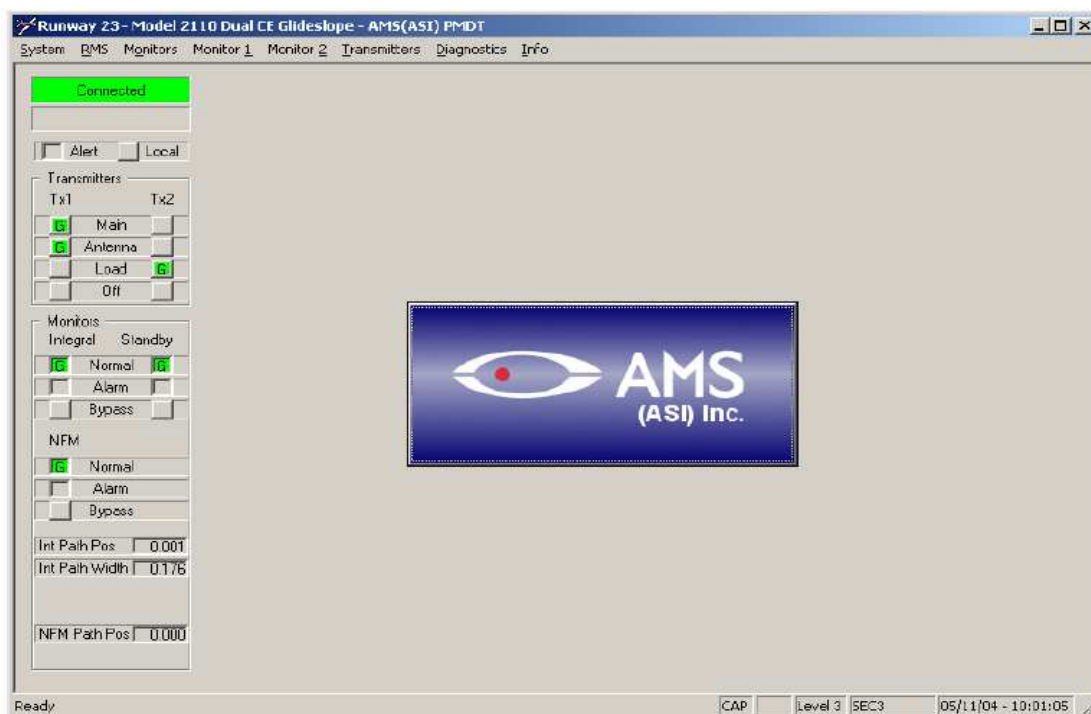 Runway 23 - Model 2110 Dual CE Glideslope - AMS(ASI) PMDT
System RMS Monitors Monitor 1 Monitor 2 Transmitters Diagnostics Info
Connected
Alert Local
Transmitters
Tx1 Tx2
G Main
G Antenna
Load G
Off
Monitors
Integral Standby
G Normal G
Alarm
Bypass
NFM
G Normal
Alarm
Bypass
Int Path Pos 0.001
Int Path Width 0.176
NFM Path Pos 0.000
AMS
(ASI) Inc.
Ready CAP Level 3 SEC3 05/11/04 - 10:01:05